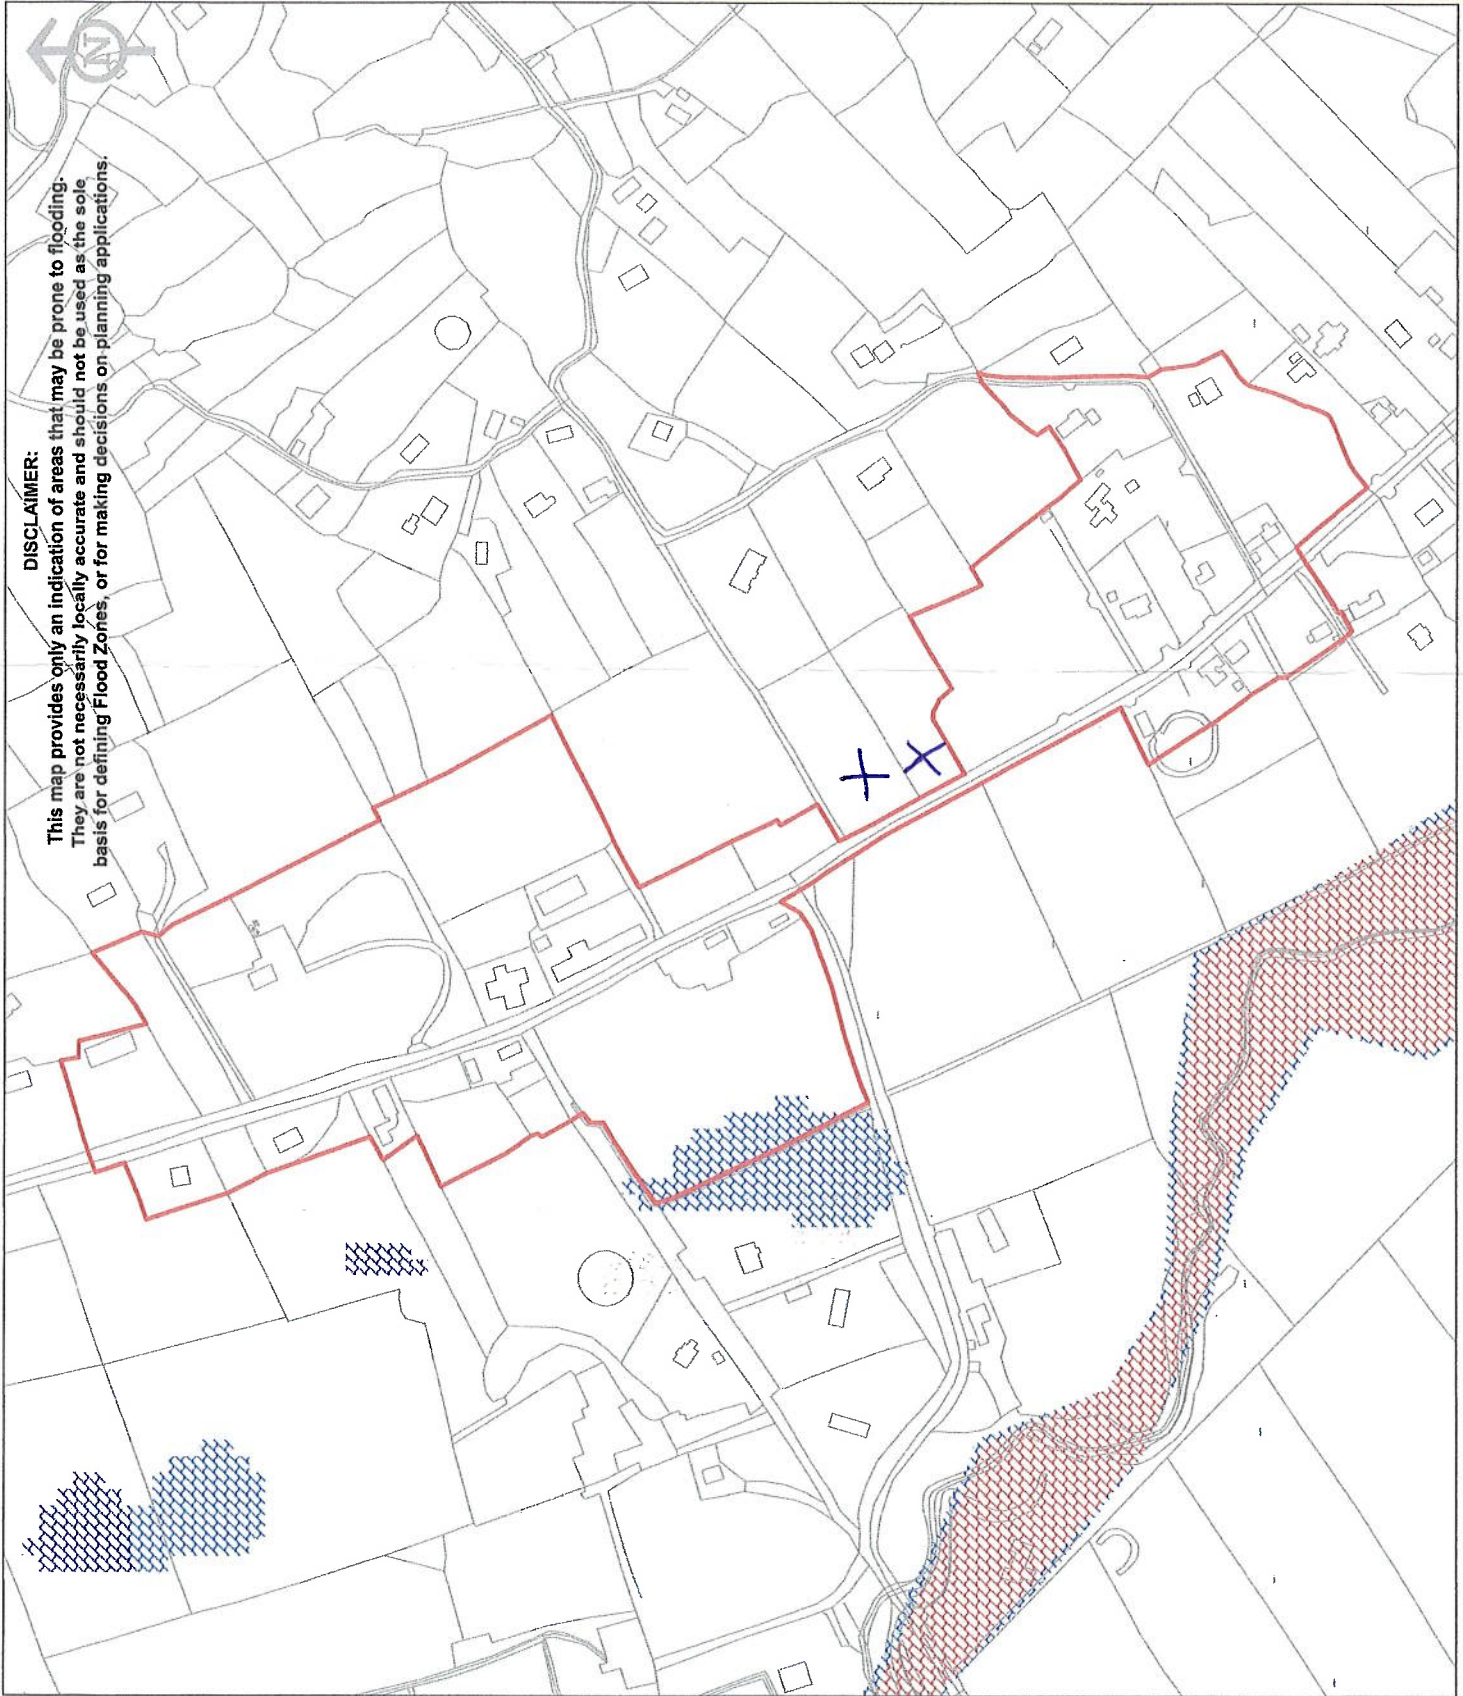 DISCLAIMER:
This map provides only an indication of areas that may be prone to flooding.
They are not necessarily locally accurate and should not be used as the sole
basis for defining Flood Zones, or for making decisions on planning applications.
N
X
X